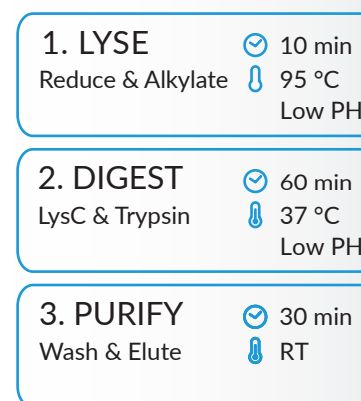 1. LYSE
10 min
Reduce & Alkylate
95 °C
Low PH
2. DIGEST
60 min
LysC & Trypsin
37 °C
Low PH
3. PURIFY
30 min
Wash & Elute
RT